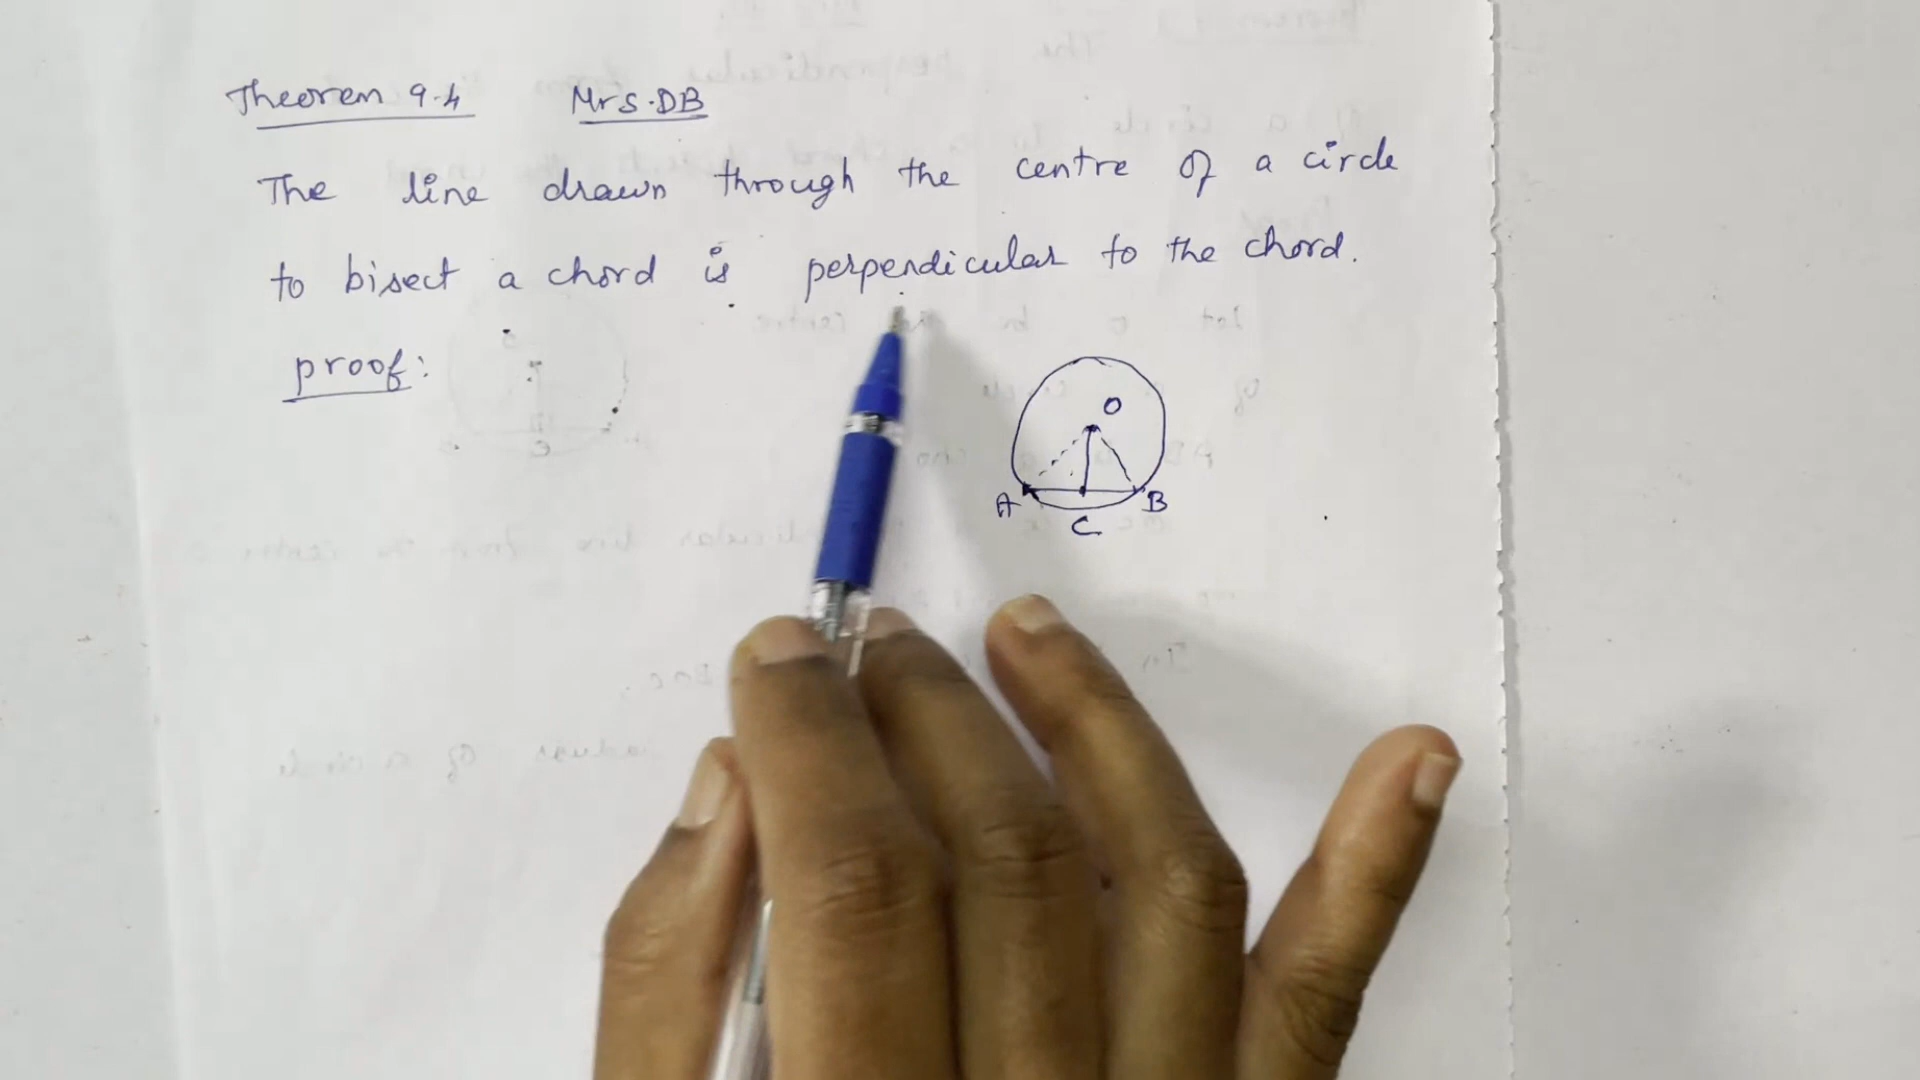 Theorem 9.4 Mrs.DB
The line drawn through the centre of a circle
to bisect a chord is perpendicular to the chord.
proof:
O
A B
C